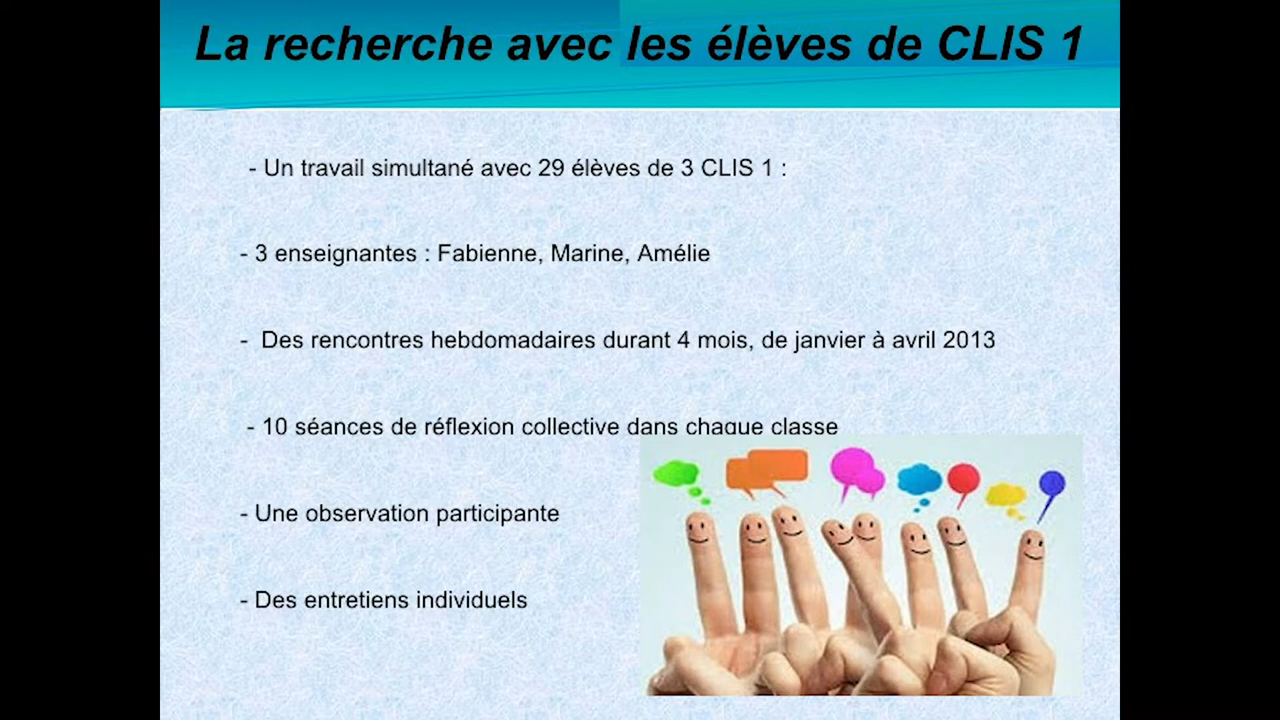 La recherche avec les élèves de CLIS 1
- Un travail simultané avec 29 élèves de 3 CLIS 1 :
- 3 enseignantes : Fabienne, Marine, Amélie
- Des rencontres hebdomadaires durant 4 mois, de janvier à avril 2013
- 10 séances de réflexion collective dans chaque classe
- Une observation participante
- Des entretiens individuels